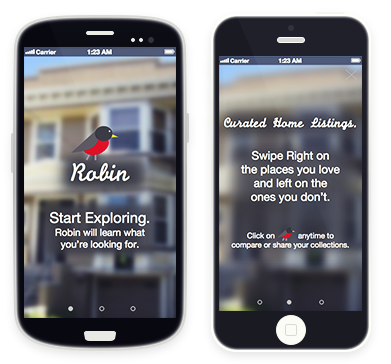 Carrier 1:23 AM
Robin
Start Exploring.
Robin will learn what
you're looking for.
Carrier 1:23 AM
Curated Home Listings.
Swipe Right on
the places you love
and left on the
ones you don't.
Click on anytime to
compare or share your collections.